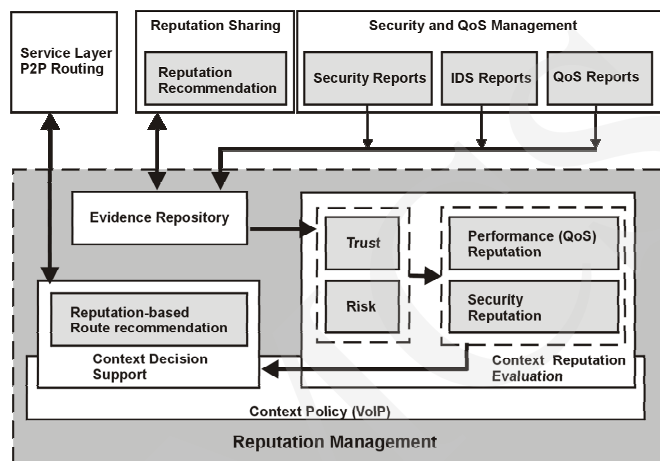 Service Layer
P2P Routing
Reputation Sharing
Reputation
Recommendation
Security and QoS Management
Security Reports
IDS Reports
QoS Reports
Evidence Repository
Trust
Risk
Performance (QoS)
Reputation
Security
Reputation
Reputation-based
Route recommendation
Context Decision
Support
Context Reputation
Evaluation
Context Policy (VoIP)
Reputation Management